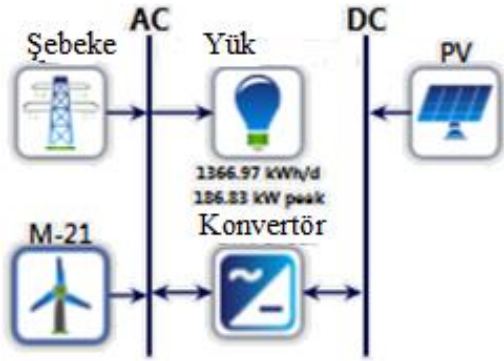 AC
DC
Şebeke
Yük
PV
1366.97 kWh/d
186.83 kW peak
M-21
Konvertör